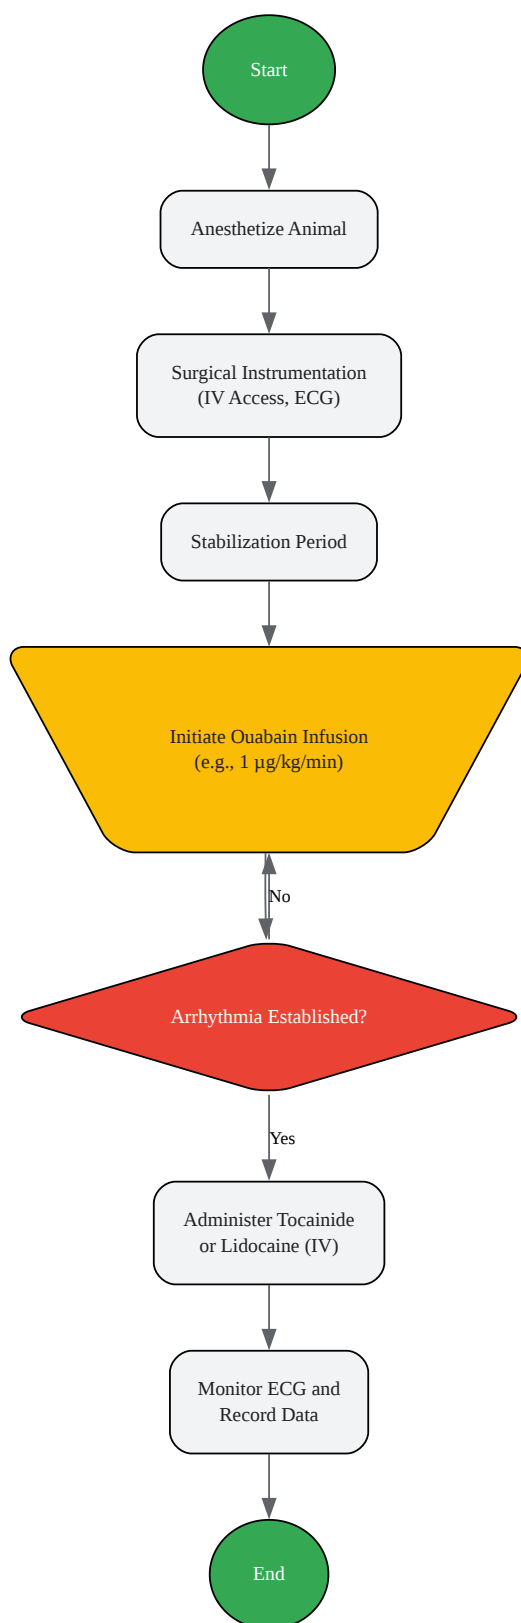 Start
Anesthetize Animal
Surgical Instrumentation
(IV Access, ECG)
Stabilization Period
Initiate Ouabain Infusion
(e.g., 1 µg/kg/min)
No
Arrhythmia Established?
Yes
Administer Tocainide
or Lidocaine (IV)
Monitor ECG and
Record Data
End